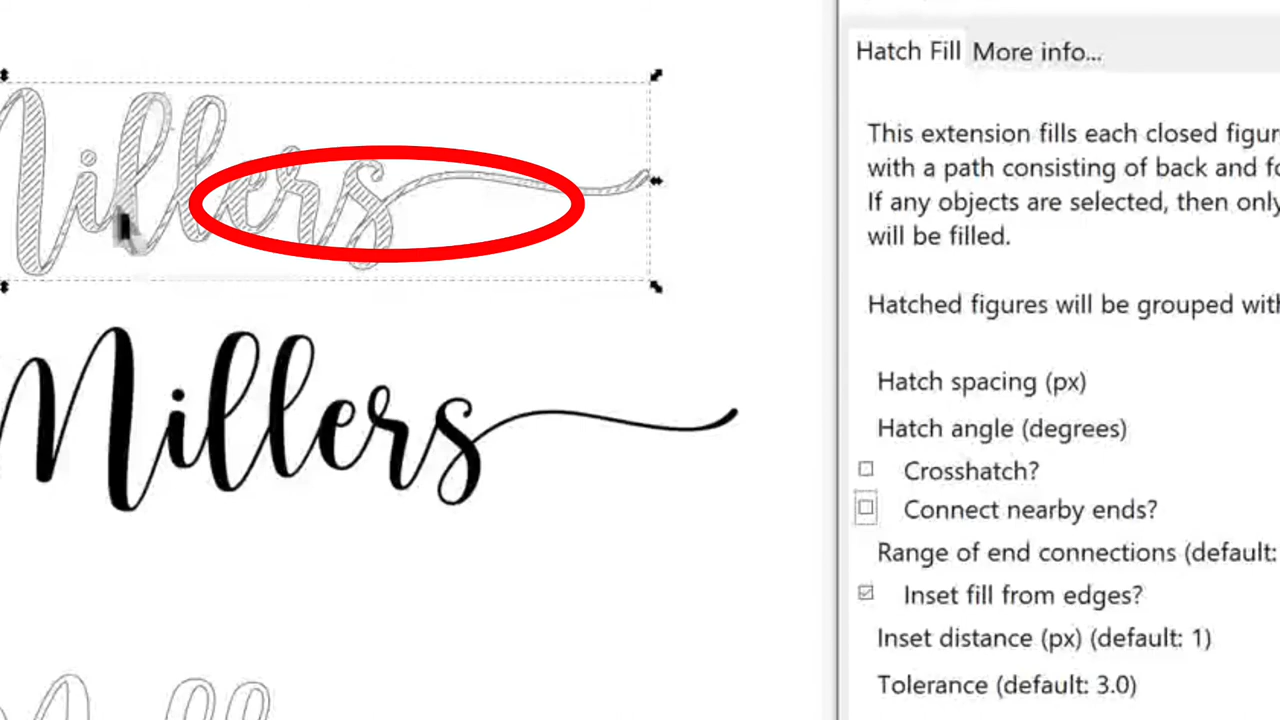 Hatch Fill More info...
This extension fills each closed figur
with a path consisting of back and fo
If any objects are selected, then only
will be filled.
Hatched figures will be grouped with
Hatch spacing (px)
Hatch angle (degrees)
Crosshatch?
Connect nearby ends?
Range of end connections (default:
Inset fill from edges?
Inset distance (px) (default: 1)
Tolerance (default: 3.0)
Millers
Millers